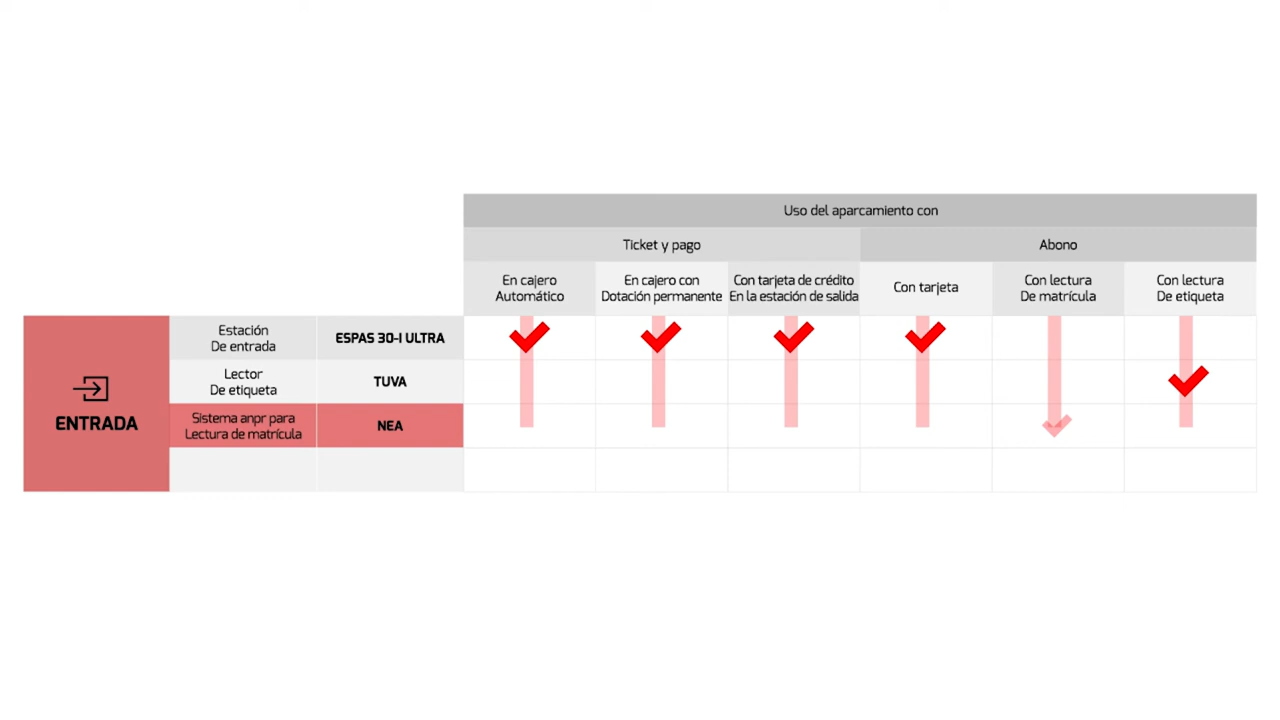 Uso del aparcamiento con
Ticket y pago
Abono
En cajero
Automático
En cajero con
Dotación permanente
Con tarjeta de crédito
En la estación de salida
Con tarjeta
Con lectura
De matrícula
Con lectura
De etiqueta
ENTRADA
Estación
De entrada
ESPAS 30-I ULTRA
Lector
De etiqueta
TUVA
Sistema anpr para
Lectura de matrícula
NEA